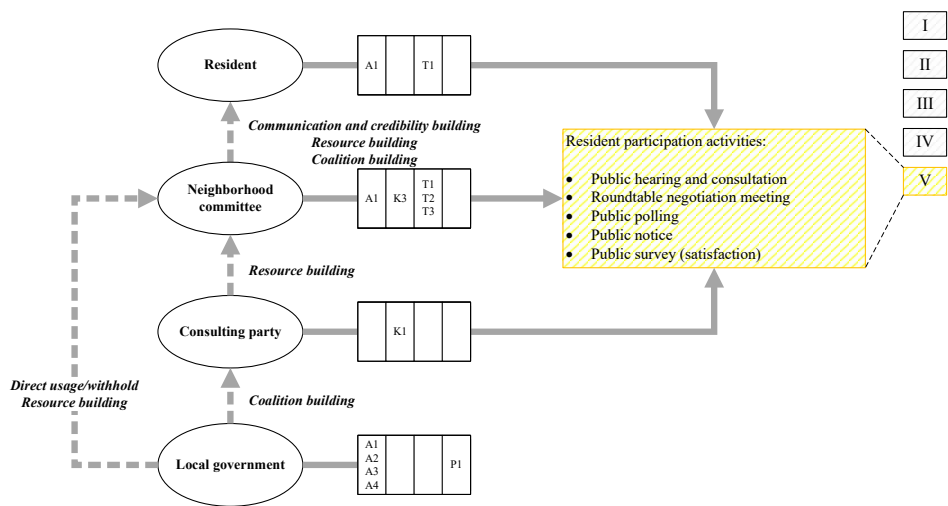 Resident
A1
T1
I
II
III
IV
V
Communication and credibility building
Resource building
Coalition building
Resident participation activities:
• Public hearing and consultation
• Roundtable negotiation meeting
• Public polling
• Public notice
• Public survey (satisfaction)
Neighborhood
committee
A1
K3
T1
T2
T3
Resource building
Consulting party
K1
Direct usage/withhold
Resource building
Coalition building
Local government
A1
A2
A3
A4
P1